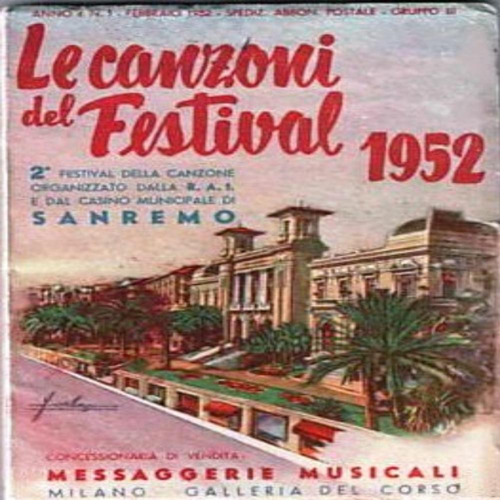 ANNO 4 N. 1 - FEBBRAIO 1952 - SPEDIZ. ABBON. POSTALE - GRUPPO III
Le canzoni
del Festival
1952
2° FESTIVAL DELLA CANZONE
ORGANIZZATO DALLA R. A. I.
E DAL CASINO MUNICIPALE DI
SANREMO
CONCESSIONARIA DI VENDITA:
MESSAGGERIE MUSICALI
MILANO GALLERIA DEL CORSO